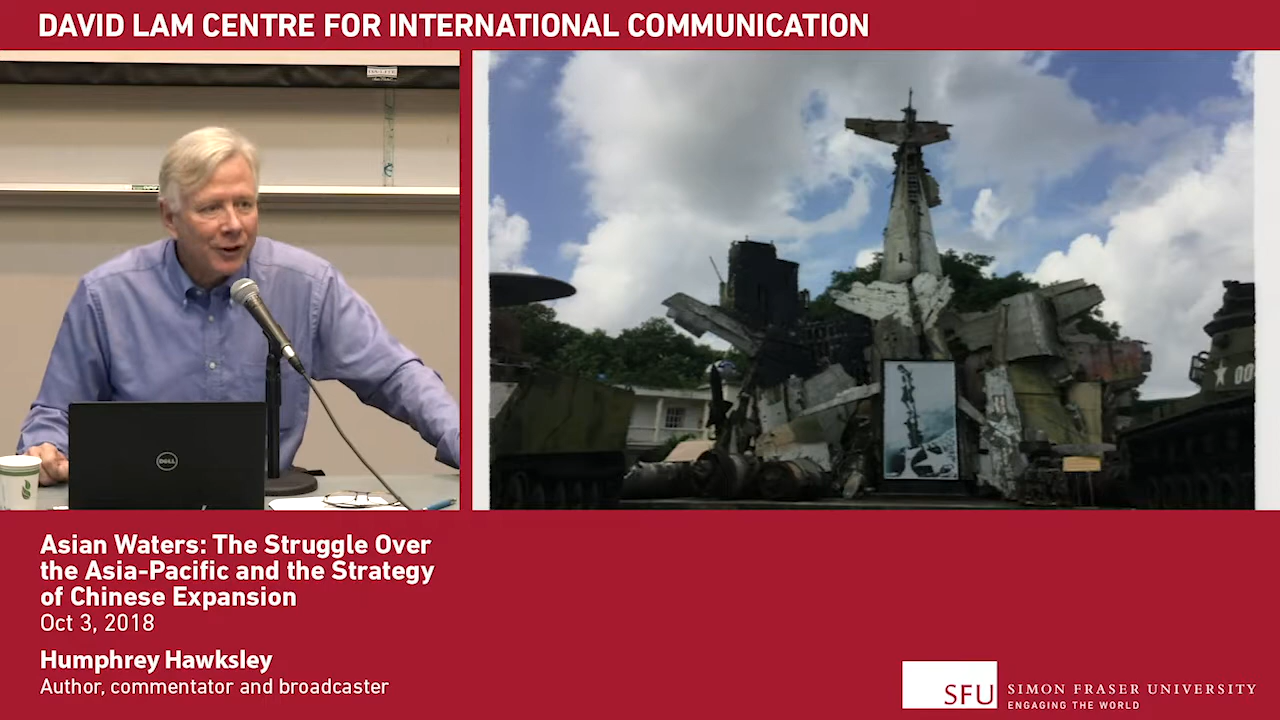 DAVID LAM CENTRE FOR INTERNATIONAL COMMUNICATION
DELL
00
Asian Waters: The Struggle Over
the Asia-Pacific and the Strategy
of Chinese Expansion
Oct 3, 2018
Humphrey Hawksley
Author, commentator and broadcaster
SFU
SIMON FRASER UNIVERSITY
ENGAGING THE WORLD